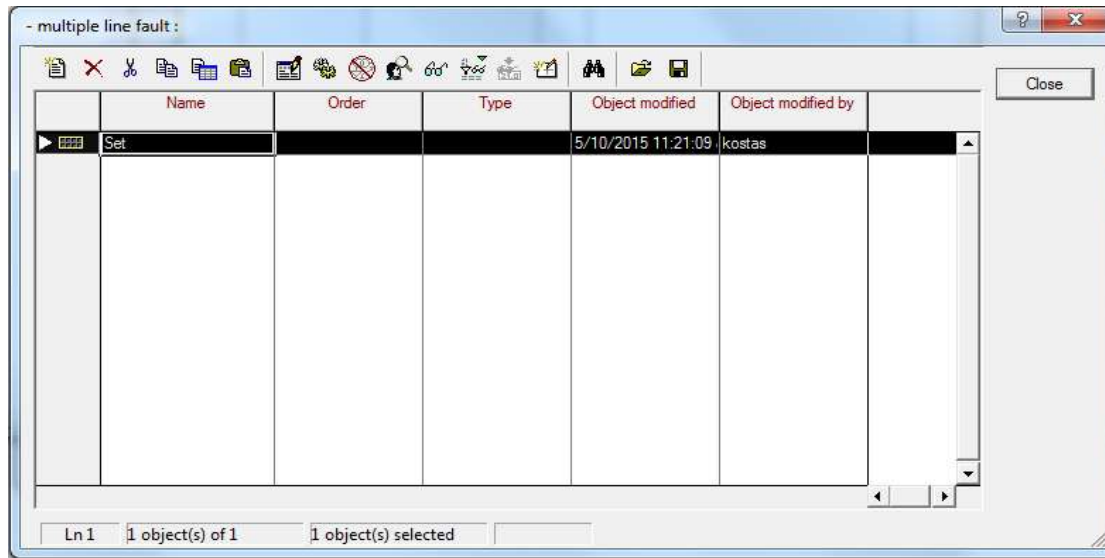 - multiple line fault :
Close
Name Order Type Object modified Object modified by
Set 5/10/2015 11:21:09 kostas
Ln 1 1 object(s) of 1 1 object(s) selected